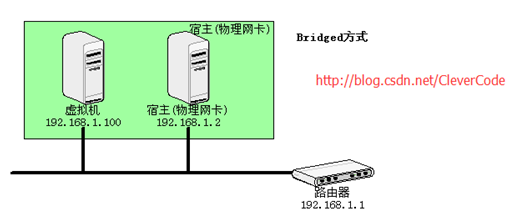 宿主(物理网卡)
Bridged方式
http://blog.csdn.net/CleverCode
虚拟机
192.168.1.100
宿主(物理网卡)
192.168.1.2
路由器
192.168.1.1